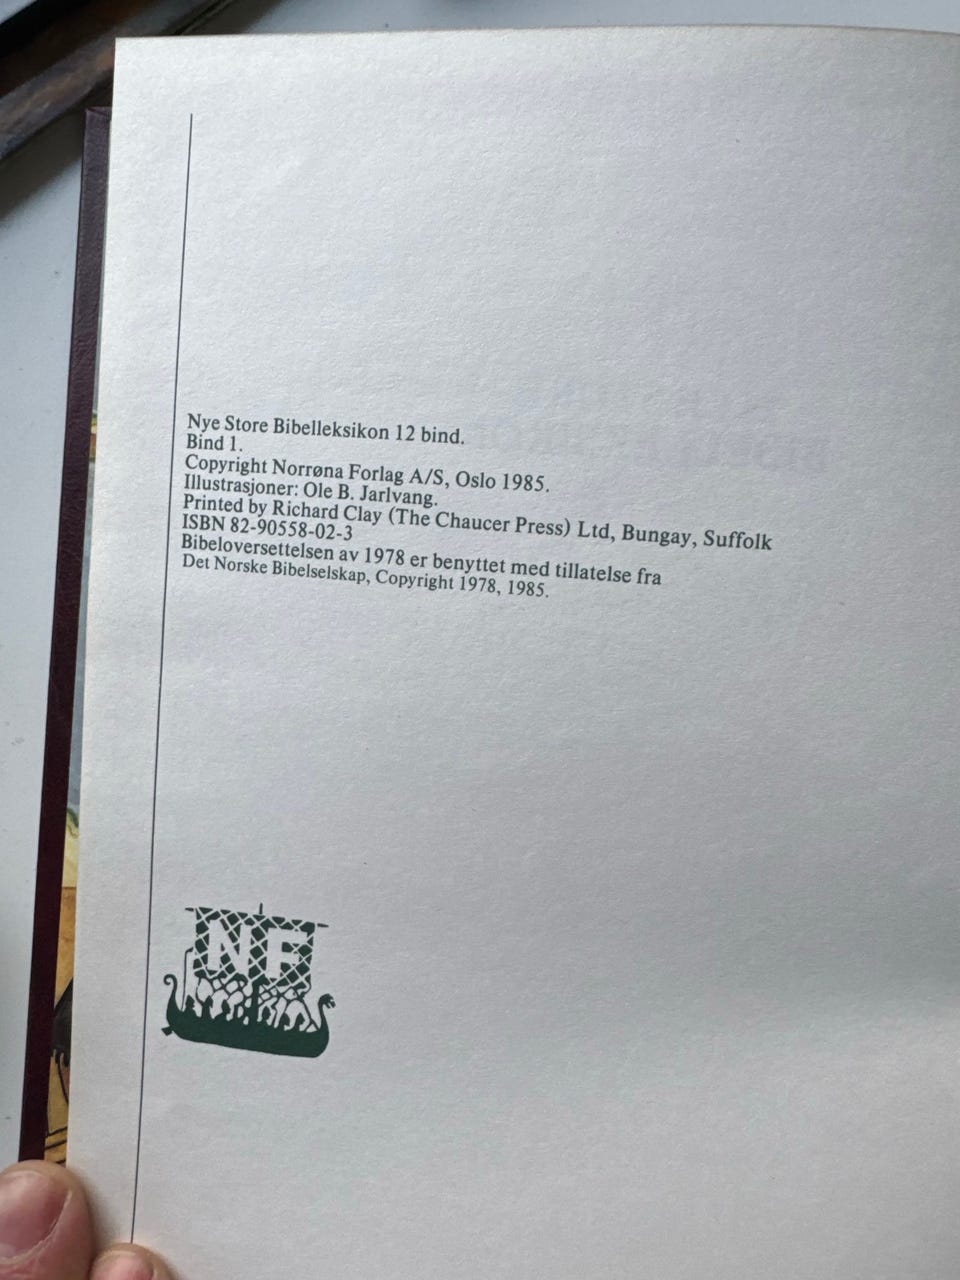 Nye Store Bibelleksikon 12 bind.
Bind 1.
Copyright Norrøna Forlag A/S, Oslo 1985.
Illustrasjoner: Ole B. Jarlvang.
Printed by Richard Clay (The Chaucer Press) Ltd, Bungay, Suffolk
ISBN 82-90558-02-3
Bibeloversettelsen av 1978 er benyttet med tillatelse fra
Det Norske Bibelselskap, Copyright 1978, 1985.
NF